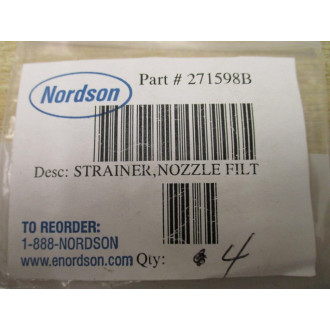 Nordson
Part # 271598B
Desc: STRAINER,NOZZLE FILT
TO REORDER:
1-888-NORDSON
www.enordson.com Qty: 4